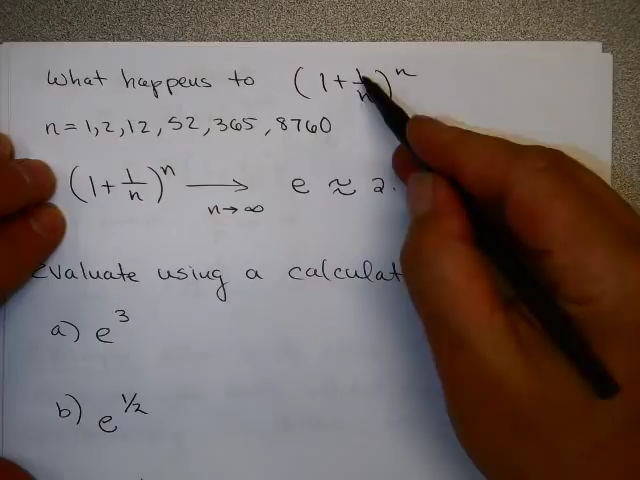 What happens to (1+1/n)^n
n=1,2,12,52,365,8760
(1+1/n)^n → n→∞ e ≈ 2.
evaluate using a calculat
a) e^3
b) e^1/2